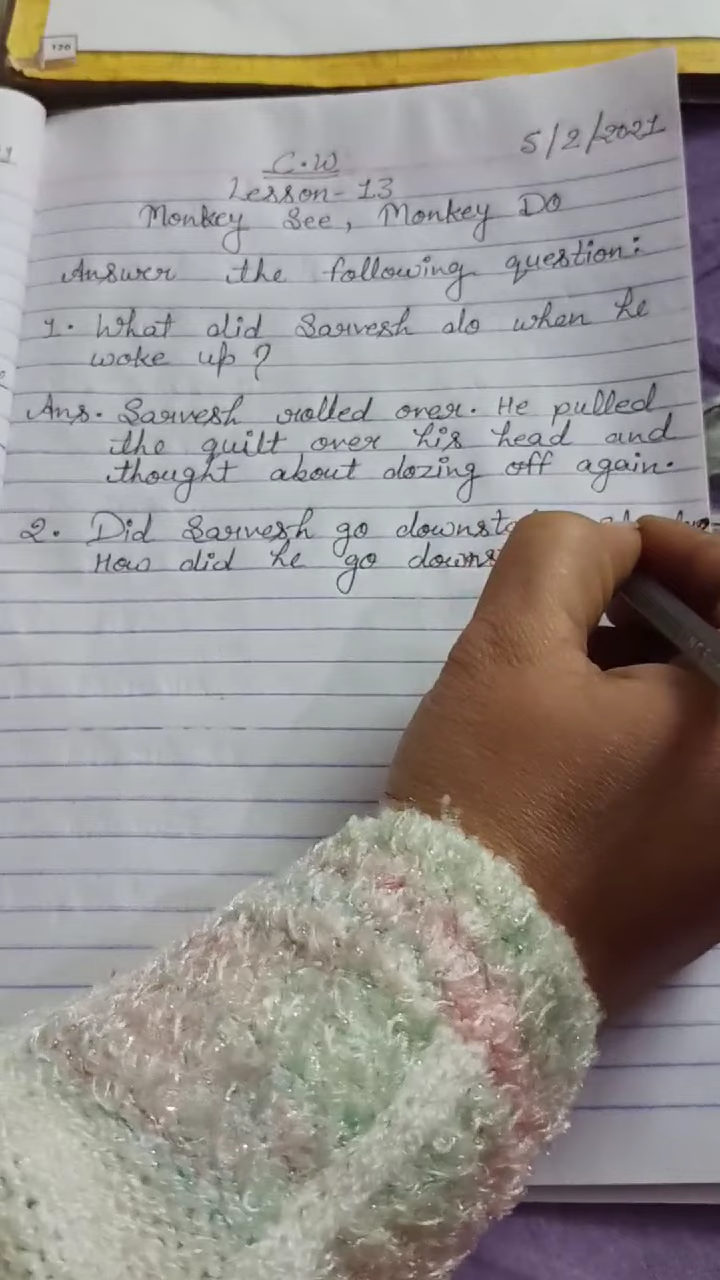 130
C.W
5/2/2021
Lesson-13
Monkey See, Monkey Do
Answer the following question:
1. What did Sarvesh do when he
woke up?
Ans. Sarvesh rolled over. He pulled
the quilt over his head and
thought about dozing off again.
2. Did Sarvesh go
How did he go